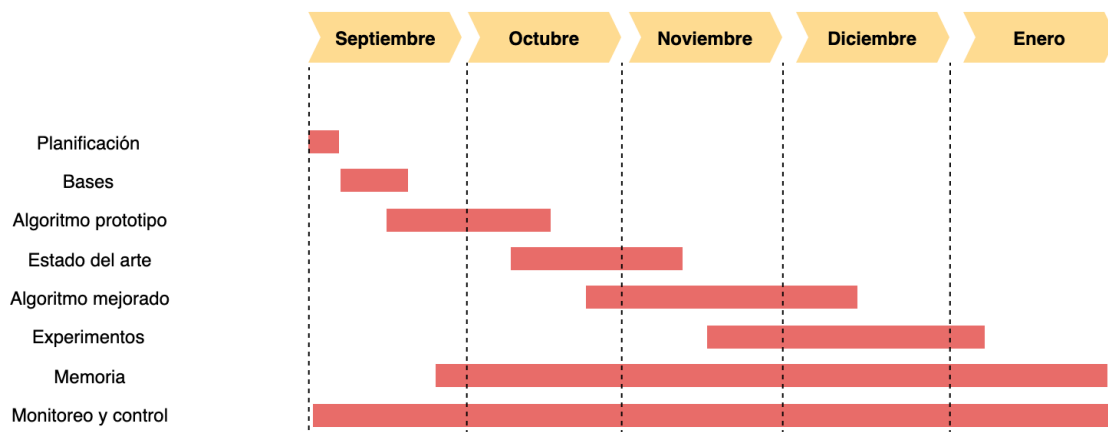 Septiembre
Octubre
Noviembre
Diciembre
Enero
Planificación
Bases
Algoritmo prototipo
Estado del arte
Algoritmo mejorado
Experimentos
Memoria
Monitoreo y control